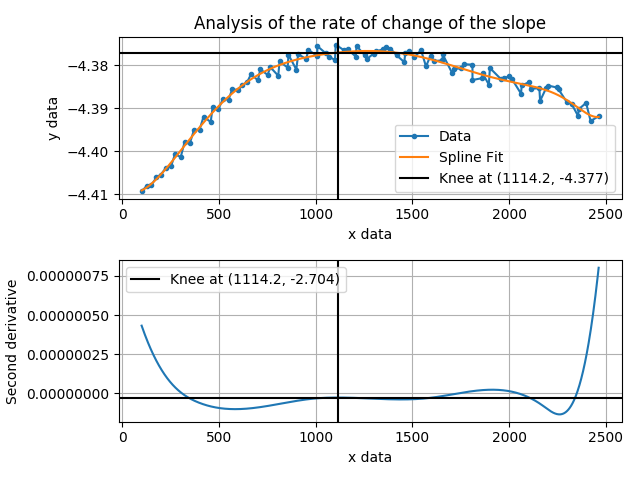 Analysis of the rate of change of the slope
−4.38
−4.39
−4.40
−4.41
y data
Data
Spline Fit
Knee at (1114.2, -4.377)
0 500 1000 1500 2000 2500
x data
Knee at (1114.2, -2.704)
0.00000075
0.00000050
0.00000025
0.00000000
Second derivative
0 500 1000 1500 2000 2500
x data